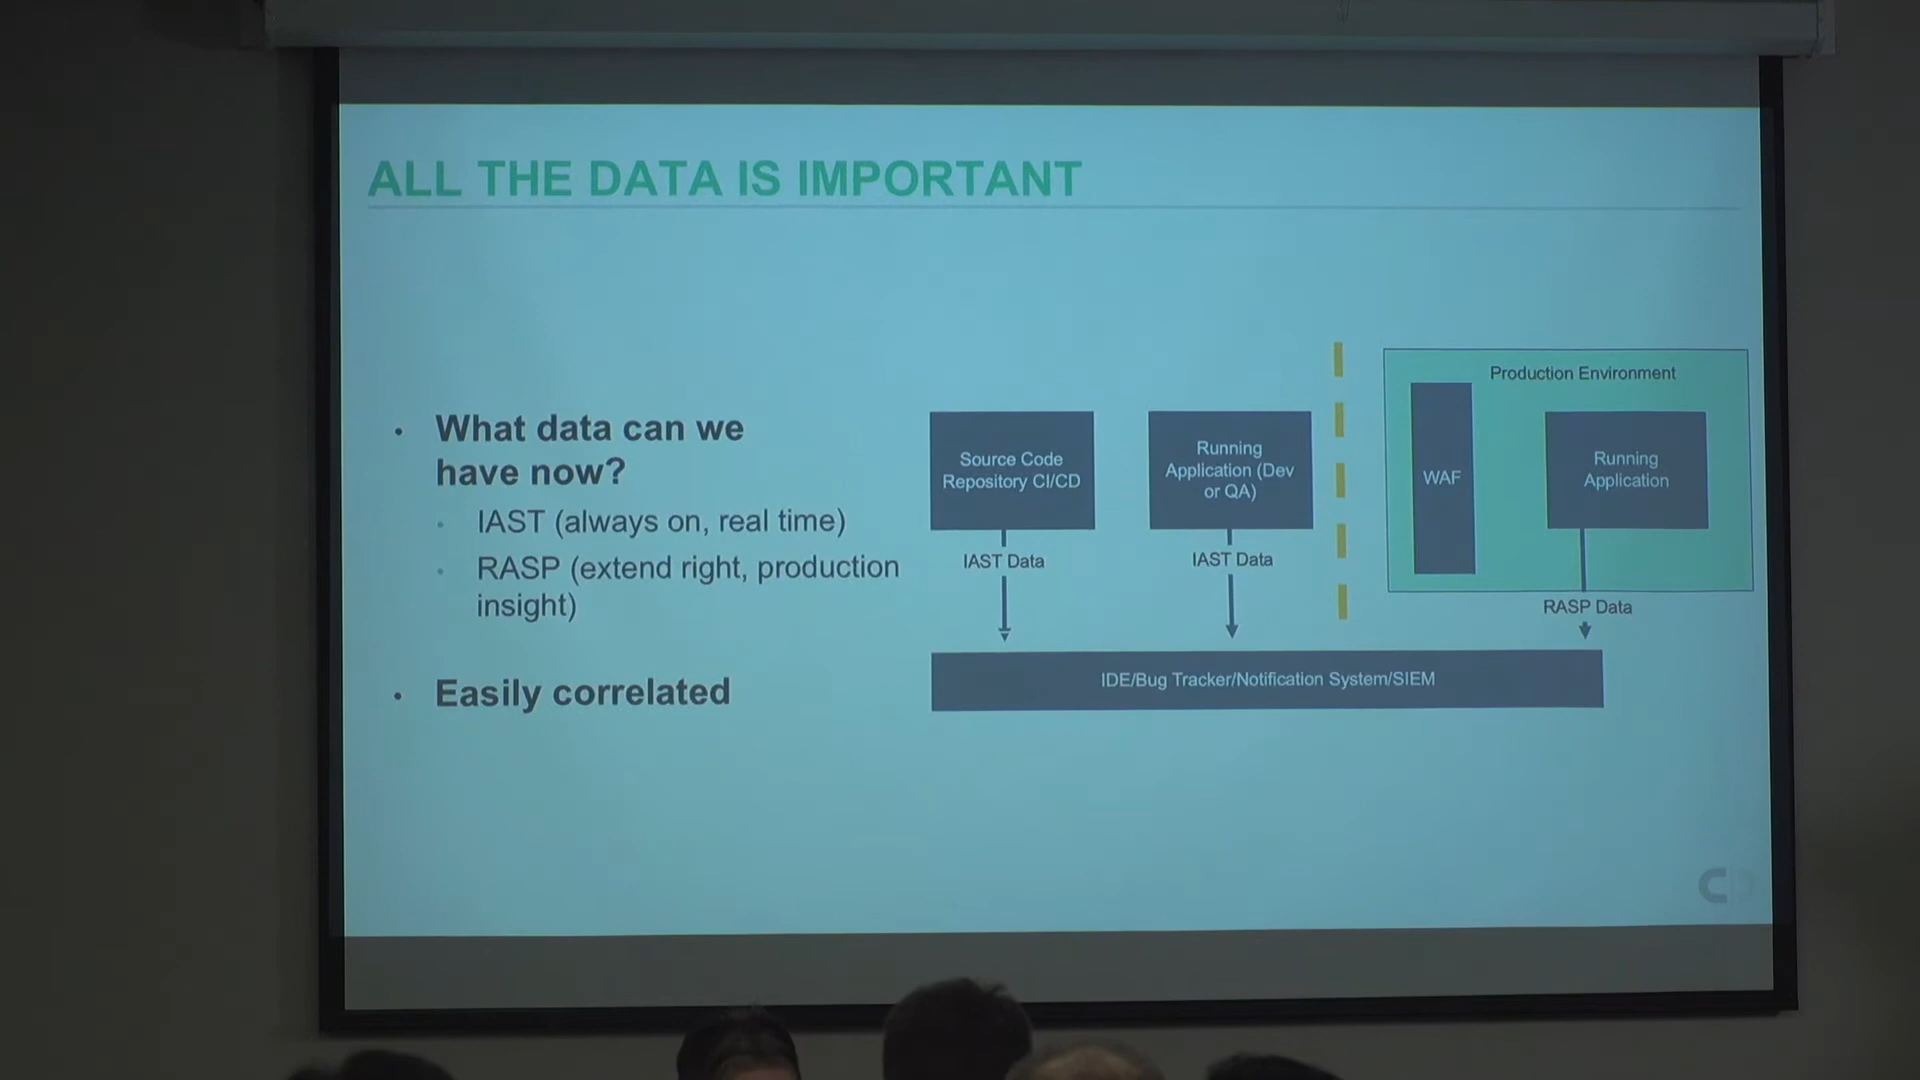 ALL THE DATA IS IMPORTANT
What data can we
have now?
IAST (always on, real time)
RASP (extend right, production
insight)
Easily correlated
Source Code
Repository CI/CD
IAST Data
Running
Application (Dev
or QA)
IAST Data
Production Environment
WAF
Running
Application
RASP Data
IDE/Bug Tracker/Notification System/SIEM